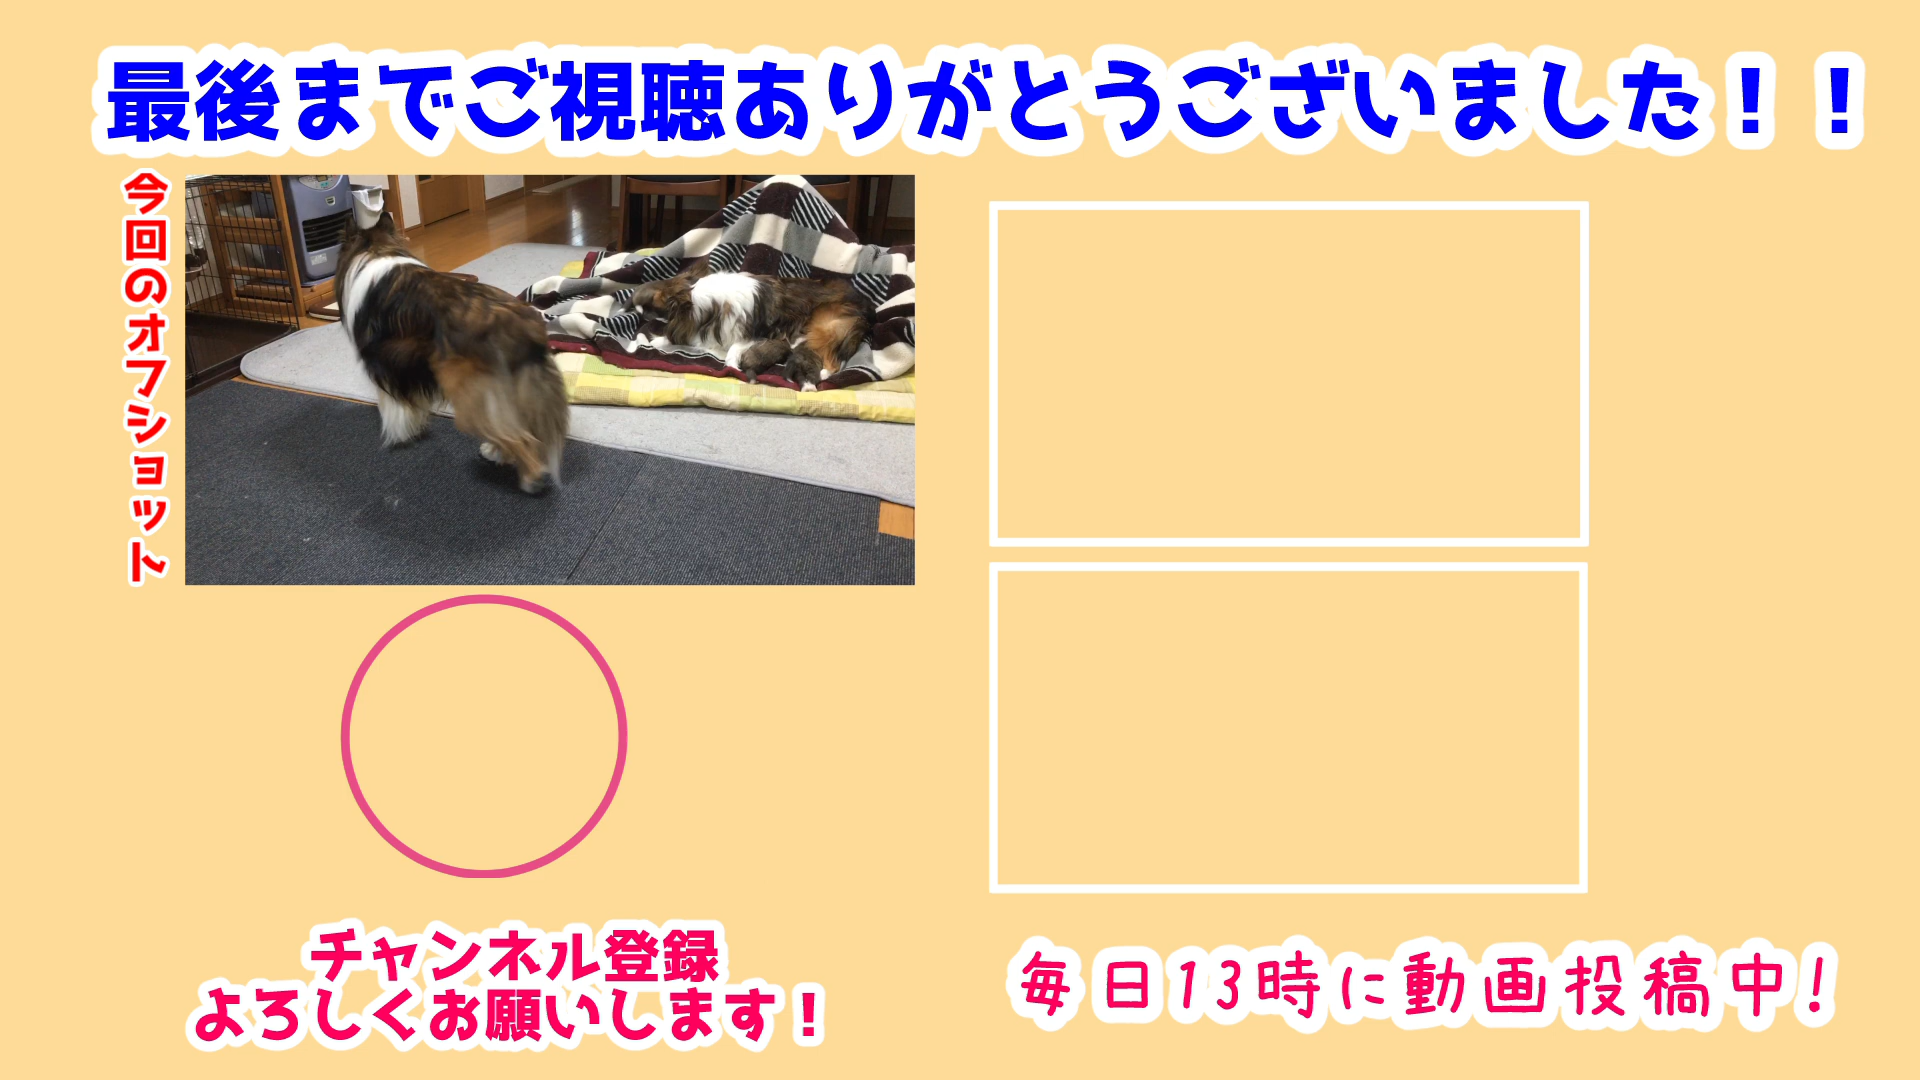 最後までご視聴ありがとうございました！！
今回のオフショット
チャンネル登録
よろしくお願いします！
毎日13時に動画投稿中！